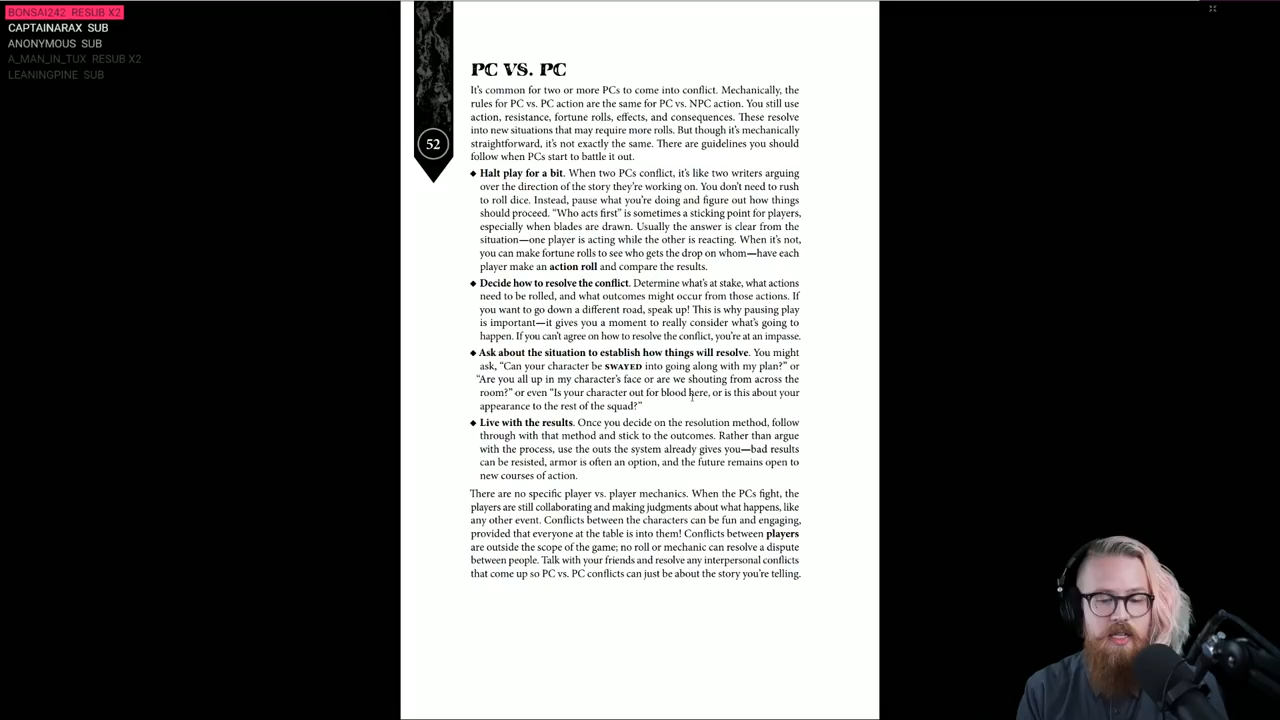 BONSAI242 RESUB X2
CAPTAINARAX SUB
ANONYMOUS SUB
A_MAN_IN_TUX RESUB X2
LEANINGPINE SUB
52
PC VS. PC
It's common for two or more PCs to come into conflict. Mechanically, the
rules for PC vs. PC action are the same for PC vs. NPC action. You still use
action, resistance, fortune rolls, effects, and consequences. These resolve
into new situations that may require more rolls. But though it's mechanically
straightforward, it's not exactly the same. There are guidelines you should
follow when PCs start to battle it out.
◆ Halt play for a bit. When two PCs conflict, it's like two writers arguing
over the direction of the story they're working on. You don't need to rush
to roll dice. Instead, pause what you're doing and figure out how things
should proceed. “Who acts first” is sometimes a sticking point for players,
especially when blades are drawn. Usually the answer is clear from the
situation—one player is acting while the other is reacting. When it's not,
you can make fortune rolls to see who gets the drop on whom—have each
player make an action roll and compare the results.
◆ Decide how to resolve the conflict. Determine what's at stake, what actions
need to be rolled, and what outcomes might occur from those actions. If
you want to go down a different road, speak up! This is why pausing play
is important—it gives you a moment to really consider what's going to
happen. If you can't agree on how to resolve the conflict, you're at an impasse.
◆ Ask about the situation to establish how things will resolve. You might
ask, “Can your character be SWAYED into going along with my plan?” or
“Are you all up in my character's face or are we shouting from across the
room?” or even “Is your character out for blood here, or is this about your
appearance to the rest of the squad?”
◆ Live with the results. Once you decide on the resolution method, follow
through with that method and stick to the outcomes. Rather than argue
with the process, use the outs the system already gives you—bad results
can be resisted, armor is often an option, and the future remains open to
new courses of action.
There are no specific player vs. player mechanics. When the PCs fight, the
players are still collaborating and making judgments about what happens, like
any other event. Conflicts between the characters can be fun and engaging,
provided that everyone at the table is into them! Conflicts between players
are outside the scope of the game; no roll or mechanic can resolve a dispute
between people. Talk with your friends and resolve any interpersonal conflicts
that come up so PC vs. PC conflicts can just be about the story you're telling.